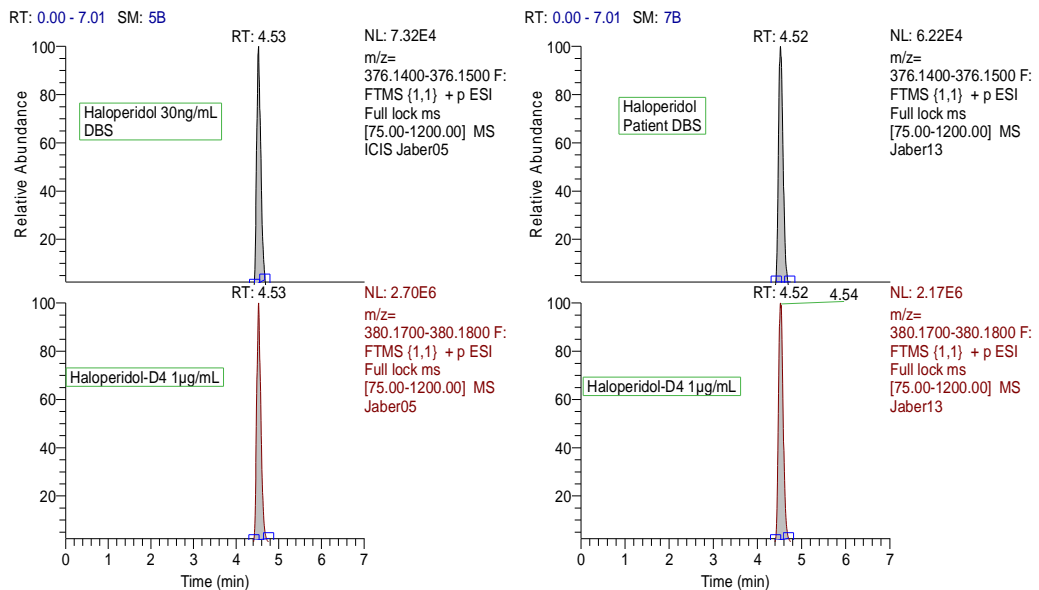 RT: 0.00 - 7.01 SM: 5B
RT: 4.53
NL: 7.32E4
m/z=
376.1400-376.1500 F:
FTMS {1,1} + p ESI
Full lock ms
[75.00-1200.00] MS
ICIS Jaber05
Haloperidol 30ng/mL
DBS
Relative Abundance
100
80
60
40
20
RT: 4.53
NL: 2.70E6
m/z=
380.1700-380.1800 F:
FTMS {1,1} + p ESI
Full lock ms
[75.00-1200.00] MS
Jaber05
Haloperidol-D4 1µg/mL
100
80
60
40
20
0 1 2 3 4 5 6 7
Time (min)
RT: 0.00 - 7.01 SM: 7B
RT: 4.52
NL: 6.22E4
m/z=
376.1400-376.1500 F:
FTMS {1,1} + p ESI
Full lock ms
[75.00-1200.00] MS
Jaber13
Haloperidol
Patient DBS
Relative Abundance
100
80
60
40
20
RT: 4.52 4.54
NL: 2.17E6
m/z=
380.1700-380.1800 F:
FTMS {1,1} + p ESI
Full lock ms
[75.00-1200.00] MS
Jaber13
Haloperidol-D4 1µg/mL
100
80
60
40
20
0 1 2 3 4 5 6 7
Time (min)